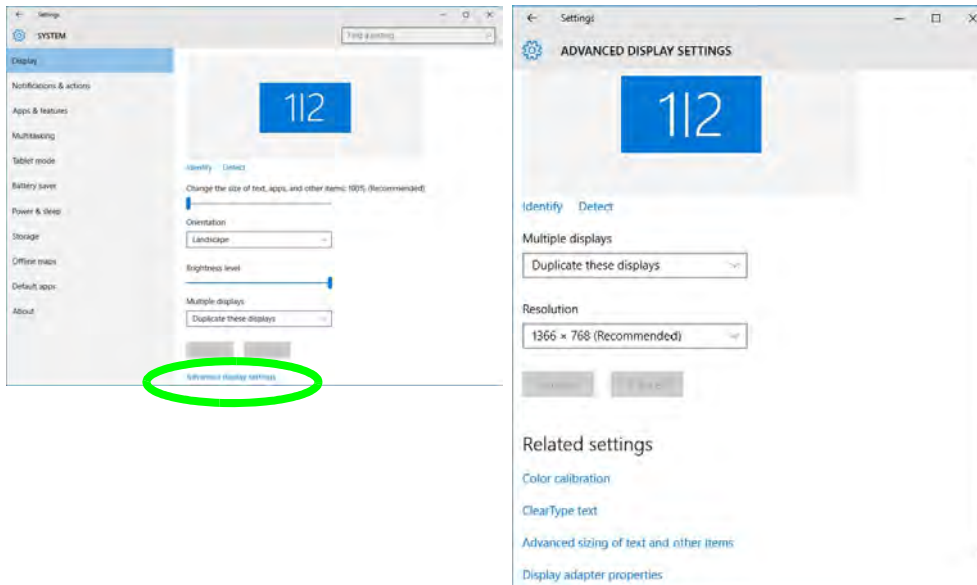 Settings
SYSTEM
Find a setting
Display
Notifications & actions
Apps & features
Multitasking
Tablet mode
Battery saver
Power & sleep
Storage
Offline maps
Default apps
About
1|2
Identify Detect
Change the size of text, apps, and other items: 100% (Recommended)
Orientation
Landscape
Brightness level
Multiple displays
Duplicate these displays
Advanced display settings
Settings
ADVANCED DISPLAY SETTINGS
1|2
Identify Detect
Multiple displays
Duplicate these displays
Resolution
1366 × 768 (Recommended)
Related settings
Color calibration
ClearType text
Advanced sizing of text and other items
Display adapter properties